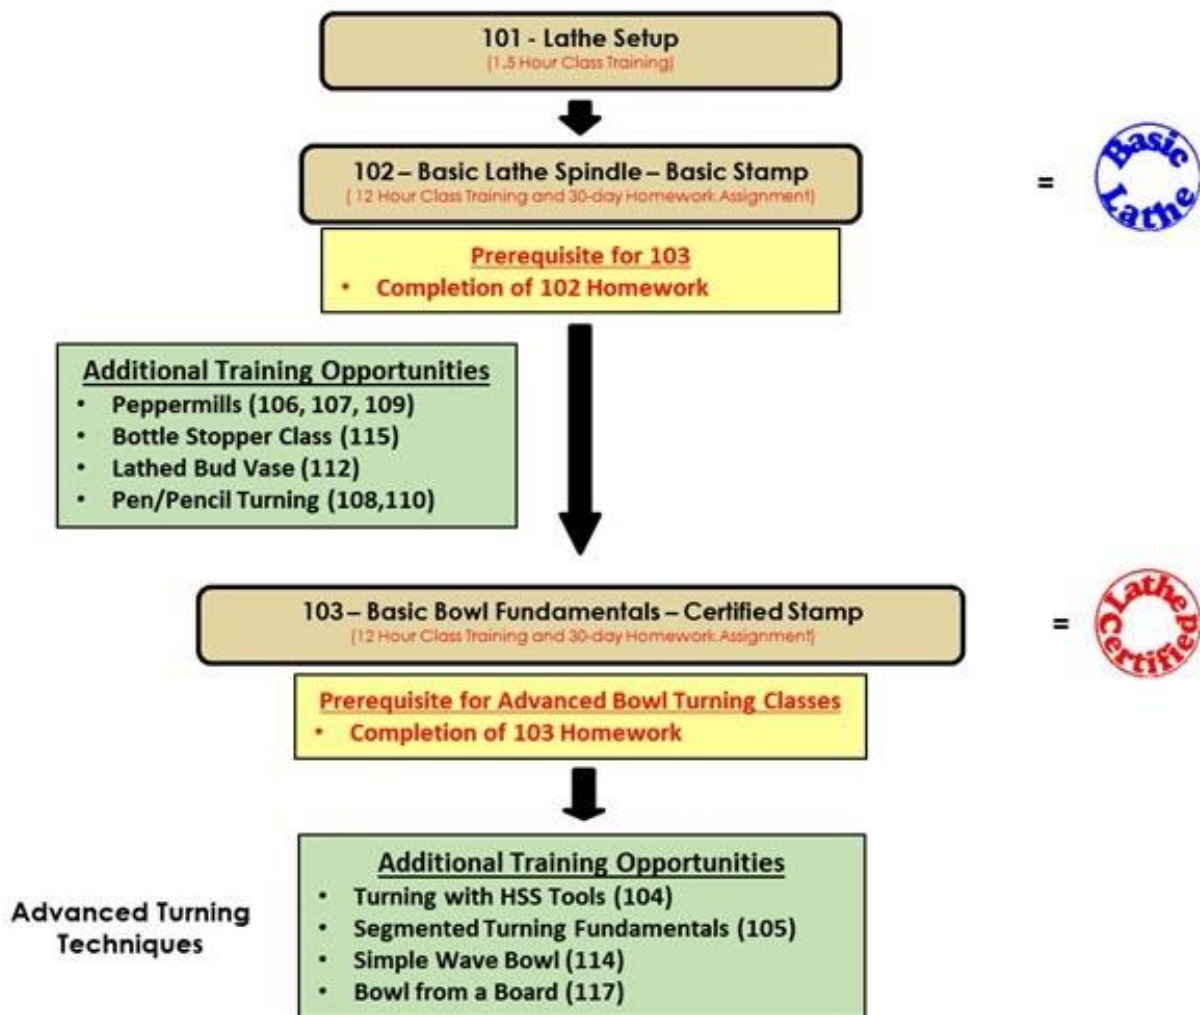 101 - Lathe Setup
(1.5 Hour Class Training)
102 – Basic Lathe Spindle – Basic Stamp
( 12 Hour Class Training and 30-day Homework Assignment)
=
Basic
Lathe
Prerequisite for 103
• Completion of 102 Homework
Additional Training Opportunities
• Peppermills (106, 107, 109)
• Bottle Stopper Class (115)
• Lathed Bud Vase (112)
• Pen/Pencil Turning (108,110)
103 – Basic Bowl Fundamentals – Certified Stamp
(12 Hour Class Training and 30-day Homework Assignment)
=
Lathe
Certified
Prerequisite for Advanced Bowl Turning Classes
• Completion of 103 Homework
Advanced Turning
Techniques
Additional Training Opportunities
• Turning with HSS Tools (104)
• Segmented Turning Fundamentals (105)
• Simple Wave Bowl (114)
• Bowl from a Board (117)